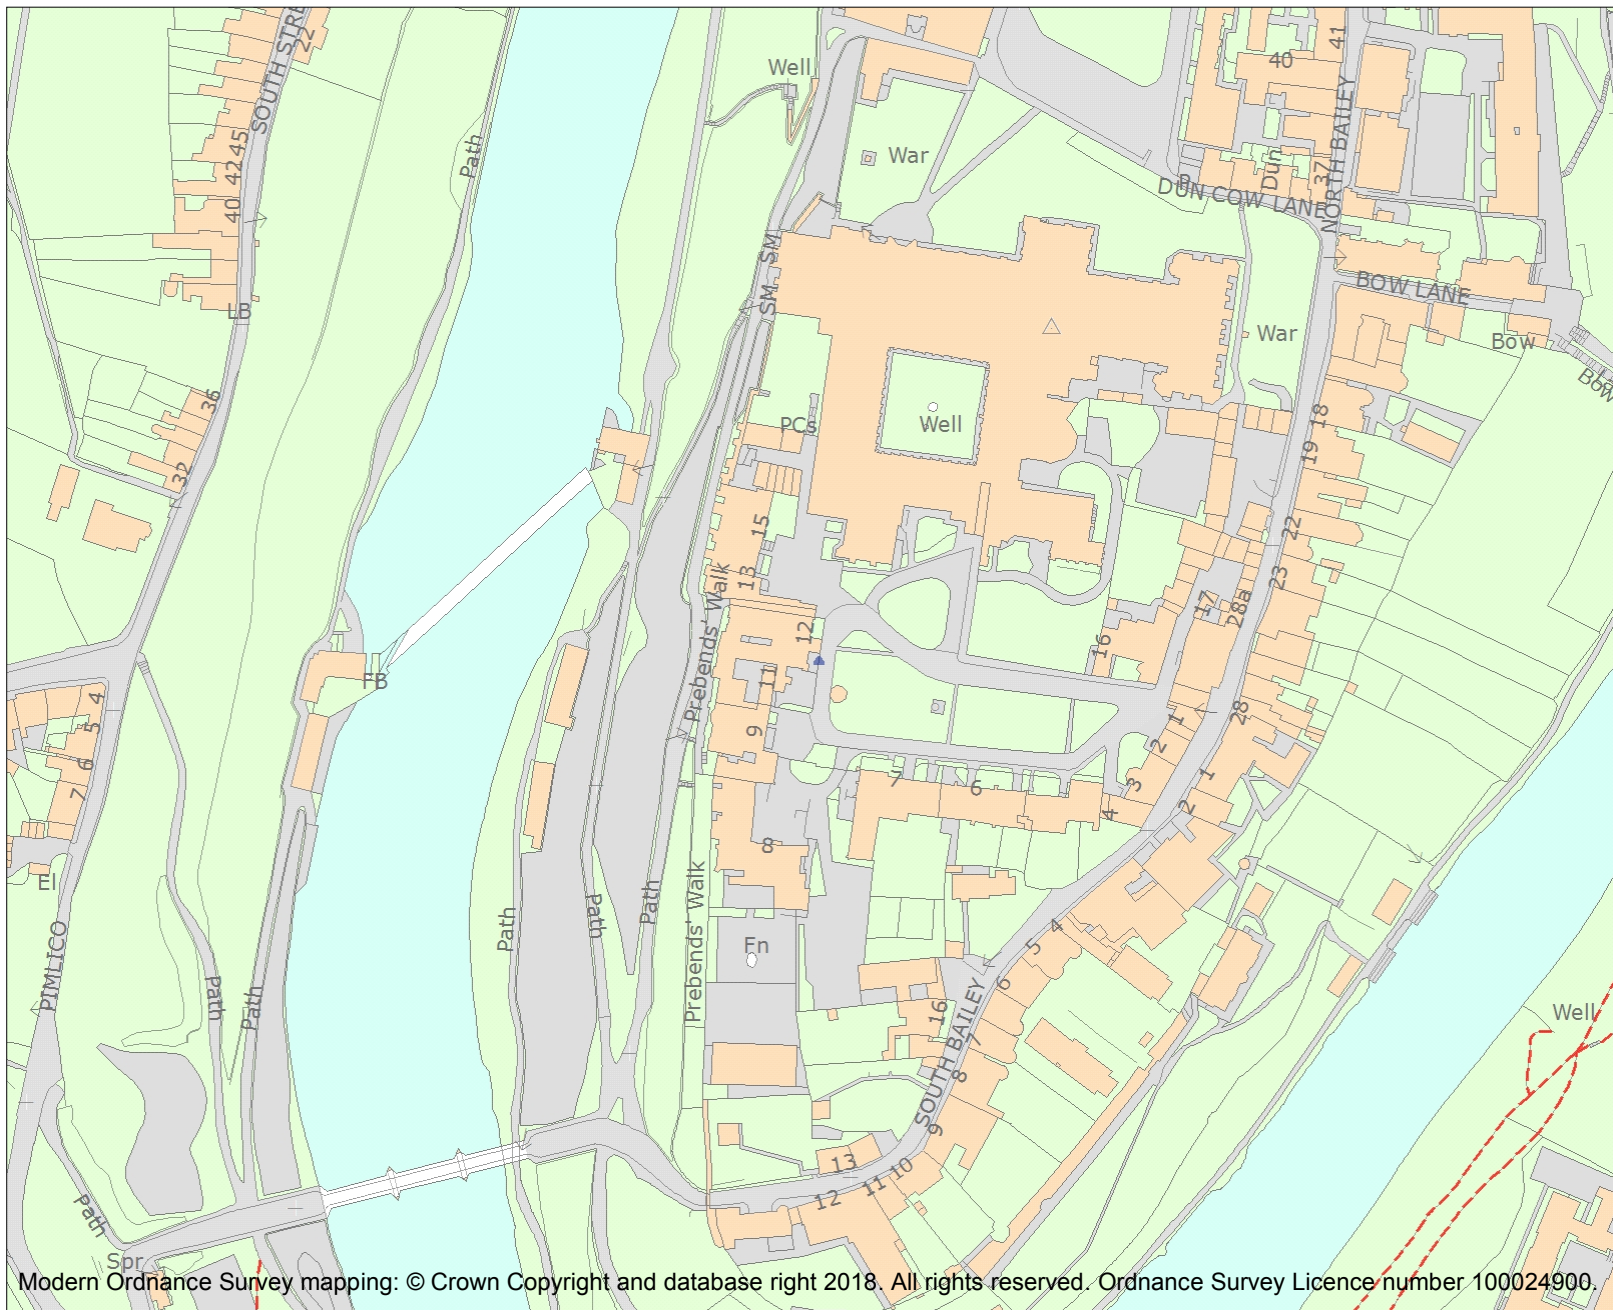 SOUTH STRE
22
Well
40
41
Path
45
42
40
War
NORTH BAILEY
Dun
37
DUN COW LANE
SM
SM
LB
BOW LANE
War
Bow
Bow
36
PCs
Well
18
19
32
15
22
13
23
Prebends' Walk
17
28a
12
16
FB
11
4
5
6
7
9
1
2
3
4
28
1
2
7
6
8
El
PIMLICO
Path
Path
Path
Path
Path
Prebends' Walk
Fn
4
5
6
16
7
SOUTH BAILEY
8
9
Well
13
12
11
10
Path
Spr
Modern Ordnance Survey mapping: © Crown Copyright and database right 2018. All rights reserved. Ordnance Survey Licence number 100024900.